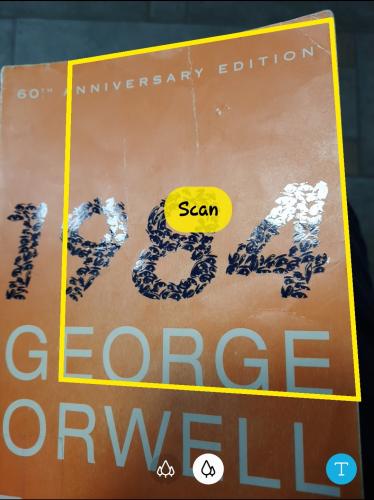 60TH ANNIVERSARY EDITION
1984
Scan
GEORGE
ORWELL
T